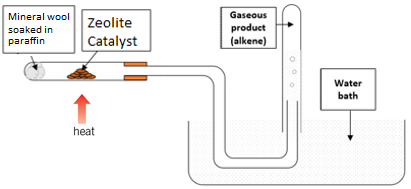 Mineral wool
soaked in
paraffin
Zeolite
Catalyst
heat
Gaseous
product
(alkene)
Water
bath